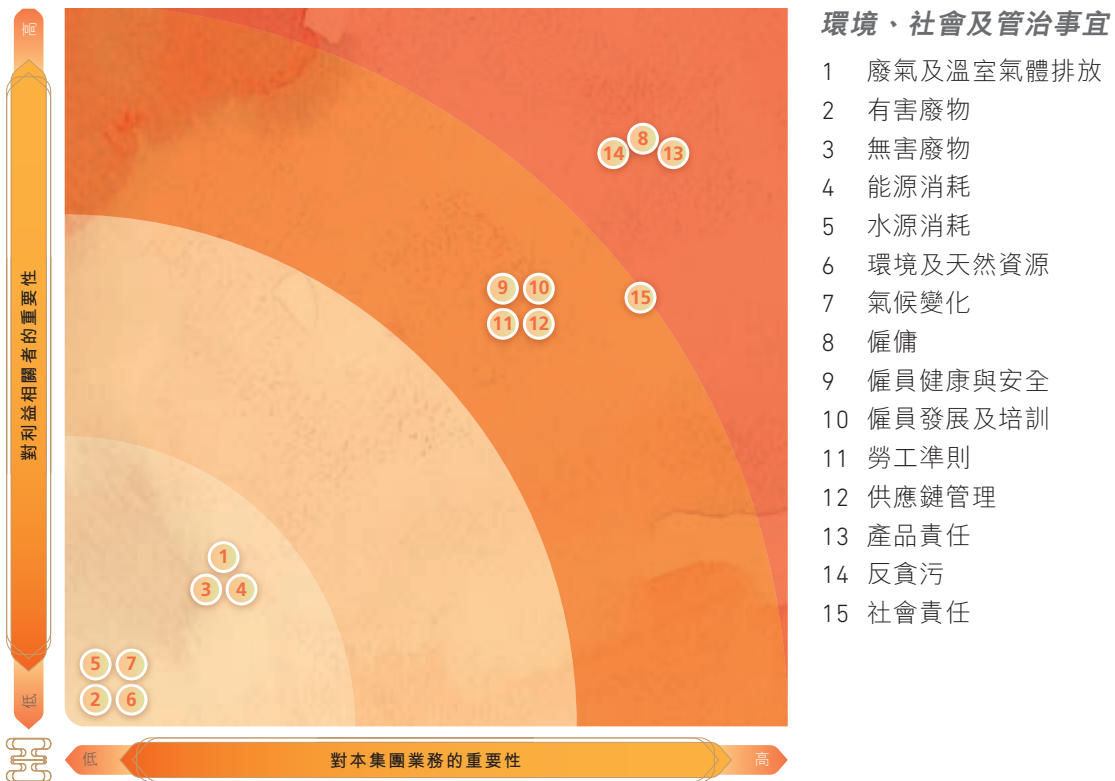 高
對利益相關者的重要性
低
14 8 13
9 10
11 12
15
1
3 4
5 7
2 6
低 對本集團業務的重要性 高
環境、社會及管治事宜
1 廢氣及溫室氣體排放
2 有害廢物
3 無害廢物
4 能源消耗
5 水源消耗
6 環境及天然資源
7 氣候變化
8 僱傭
9 僱員健康與安全
10 僱員發展及培訓
11 勞工準則
12 供應鏈管理
13 產品責任
14 反貪污
15 社會責任